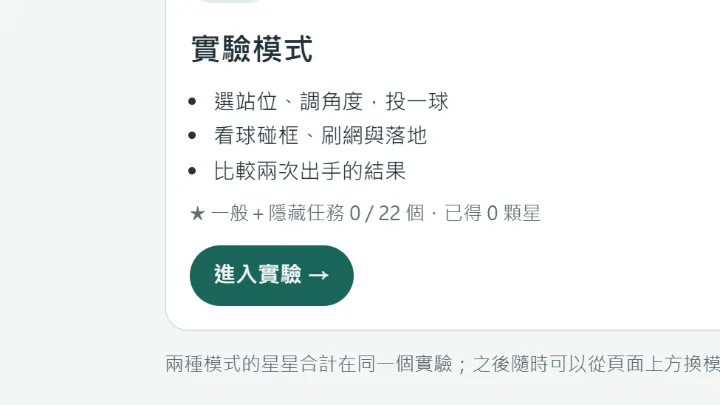 實驗模式
• 選站位、調角度，投一球
• 看球碰框、刷網與落地
• 比較兩次出手的結果
★ 一般 + 隱藏任務 0 / 22 個 · 已得 0 顆星
進入實驗 →
兩種模式的星星合計在同一個實驗；之後隨時可以從頁面上方換模